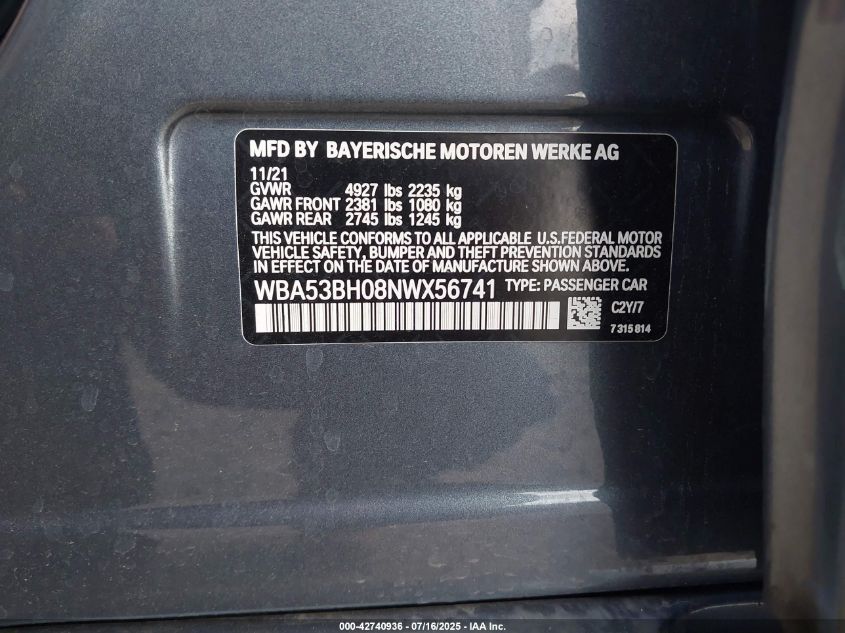 MFD BY BAYERISCHE MOTOREN WERKE AG
11/21
GVWR 4927 lbs 2235 kg
GAWR FRONT 2381 lbs 1080 kg
GAWR REAR 2745 lbs 1245 kg
THIS VEHICLE CONFORMS TO ALL APPLICABLE U.S.FEDERAL MOTOR
VEHICLE SAFETY, BUMPER AND THEFT PREVENTION STANDARDS
IN EFFECT ON THE DATE OF MANUFACTURE SHOWN ABOVE.
WBA53BH08NWX56741 TYPE: PASSENGER CAR
C2Y/7
7 315 814
000-42740936 - 07/16/2025 - IAA Inc.